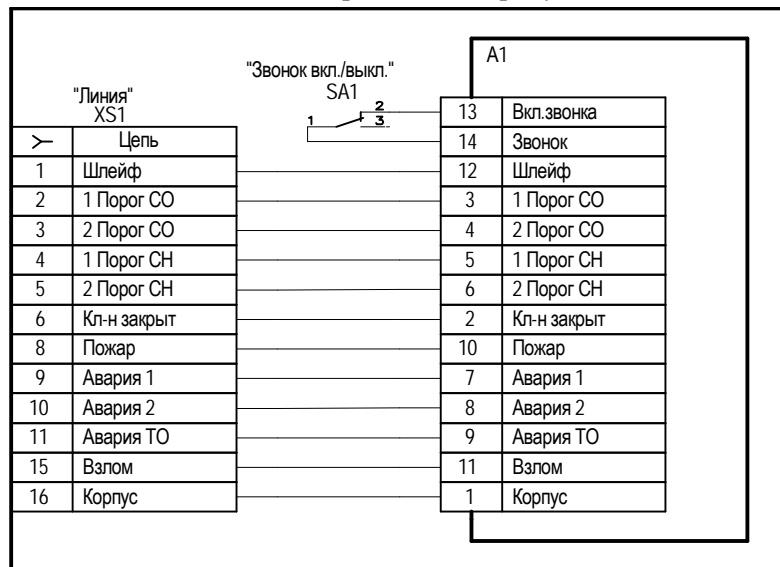 A1
"Звонок вкл./выкл."
SA1
"Линия"
XS1
1 2 3
13 Вкл.звонка
Цепь
14 Звонок
1 Шлейф 12 Шлейф
2 1 Порог СО 3 1 Порог СО
3 2 Порог СО 4 2 Порог СО
4 1 Порог СН 5 1 Порог СН
5 2 Порог СН 6 2 Порог СН
6 Кл-н закрыт 2 Кл-н закрыт
8 Пожар 10 Пожар
9 Авария 1 7 Авария 1
10 Авария 2 8 Авария 2
11 Авария ТО 9 Авария ТО
15 Взлом 11 Взлом
16 Корпус 1 Корпус